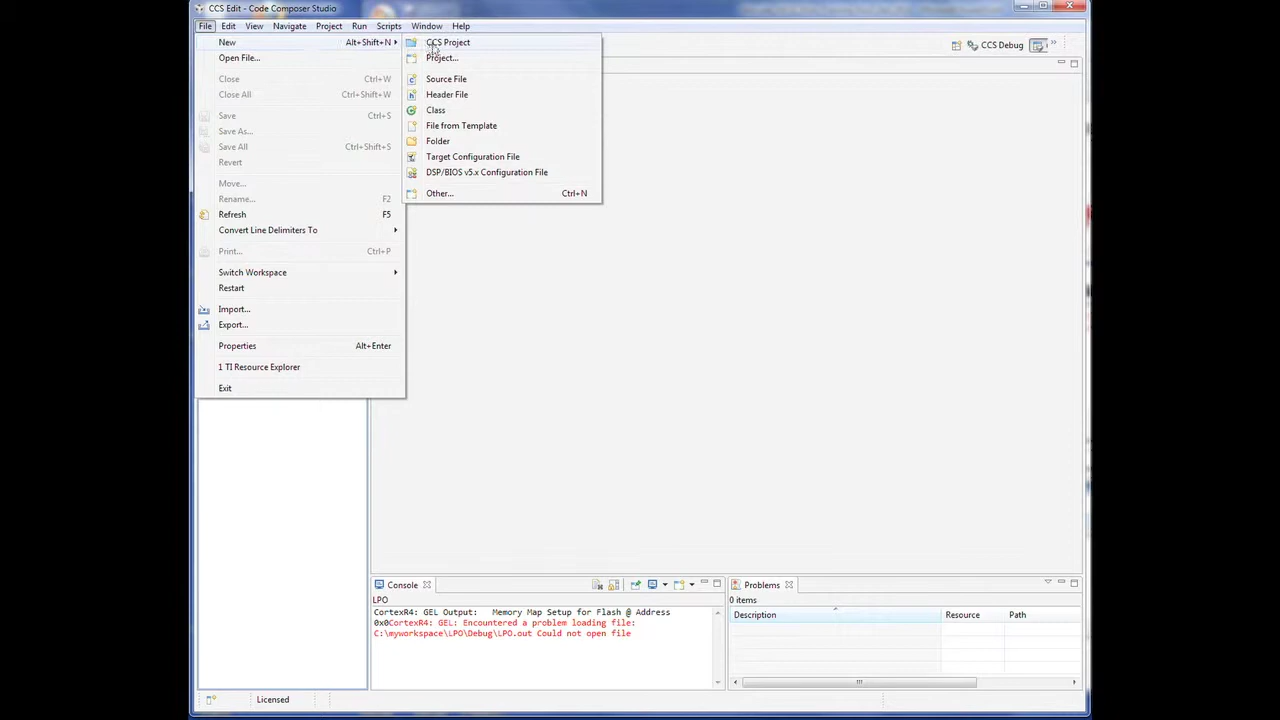 CCS Edit - Code Composer Studio
File Edit View Navigate Project Run Scripts Window Help
New Alt+Shift+N
Open File...
Close Ctrl+W
Close All Ctrl+Shift+W
Save Ctrl+S
Save As...
Save All Ctrl+Shift+S
Revert
Move...
Rename... F2
Refresh F5
Convert Line Delimiters To
Print... Ctrl+P
Switch Workspace
Restart
Import...
Export...
Properties Alt+Enter
1 TI Resource Explorer
Exit
CCS Project
Project...
Source File
Header File
Class
File from Template
Folder
Target Configuration File
DSP/BIOS v5.x Configuration File
Other... Ctrl+N
CCS Debug
Console
LPO
CortexR4: GEL Output: Memory Map Setup for Flash @ Address
0x0CortexR4: GEL: Encountered a problem loading file:
C:\myworkspace\LPO\Debug\LPO.out Could not open file
Problems
0 items
Description Resource Path
Licensed